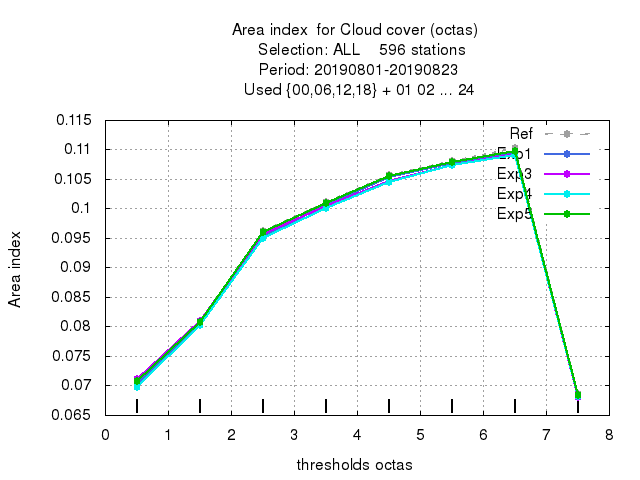 Area index  for Cloud cover (octas)
Selection: ALL    596 stations
Period: 20190801-20190823
Used {00,06,12,18} + 01 02 ... 24
Area index
0.115
0.11
0.105
0.1
0.095
0.09
0.085
0.08
0.075
0.07
0.065
Ref
Exp1
Exp3
Exp4
Exp5
0 1 2 3 4 5 6 7 8
thresholds octas